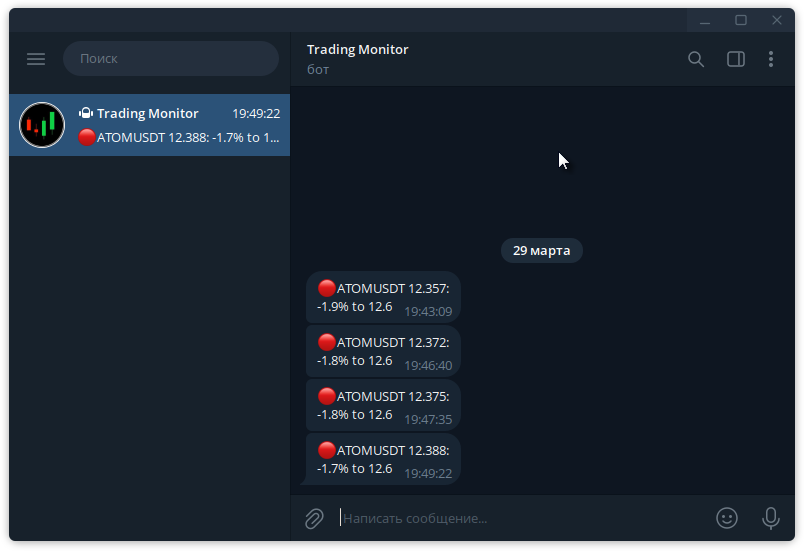 Поиск
Trading Monitor 19:49:22
ATOMUSDT 12.388: -1.7% to 1...
Trading Monitor
бот
29 марта
ATOMUSDT 12.357:
-1.9% to 12.6 19:43:09
ATOMUSDT 12.372:
-1.8% to 12.6 19:46:40
ATOMUSDT 12.375:
-1.8% to 12.6 19:47:35
ATOMUSDT 12.388:
-1.7% to 12.6 19:49:22
Написать сообщение...